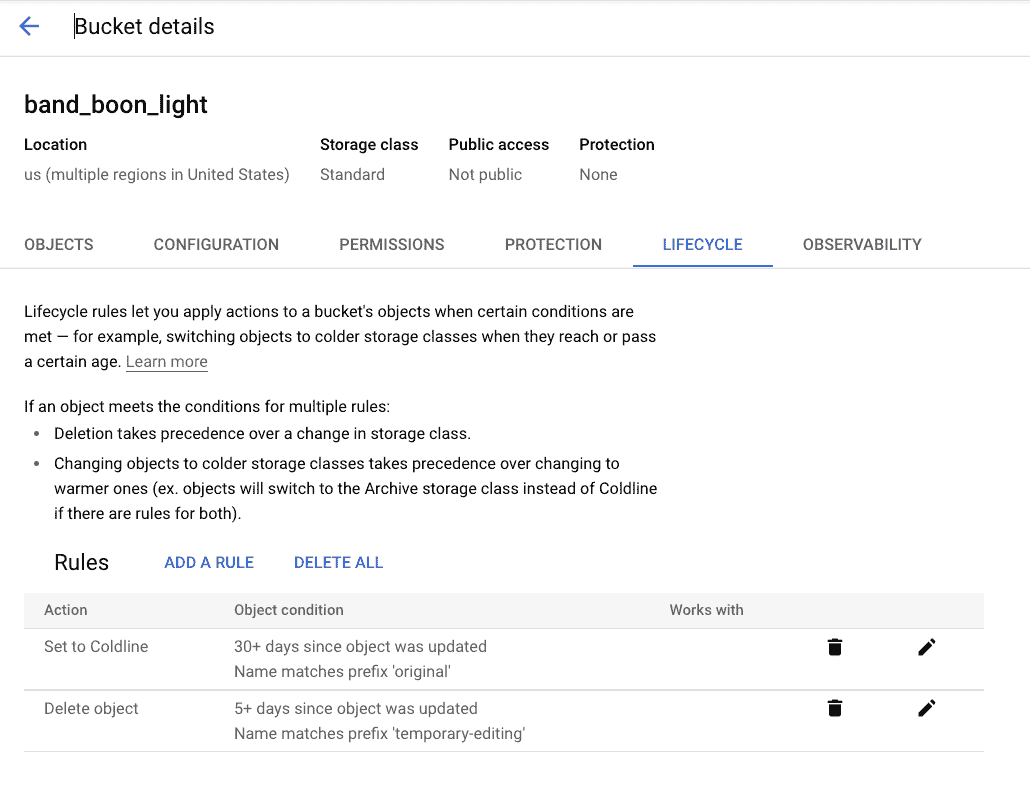 Bucket details
band_boon_light
Location Storage class Public access Protection
us (multiple regions in United States) Standard Not public None
OBJECTS CONFIGURATION PERMISSIONS PROTECTION LIFECYCLE OBSERVABILITY
Lifecycle rules let you apply actions to a bucket's objects when certain conditions are
met — for example, switching objects to colder storage classes when they reach or pass
a certain age. Learn more
If an object meets the conditions for multiple rules:
• Deletion takes precedence over a change in storage class.
• Changing objects to colder storage classes takes precedence over changing to
warmer ones (ex. objects will switch to the Archive storage class instead of Coldline
if there are rules for both).
Rules ADD A RULE DELETE ALL
Action Object condition Works with
Set to Coldline 30+ days since object was updated
Name matches prefix 'original'
Delete object 5+ days since object was updated
Name matches prefix 'temporary-editing'